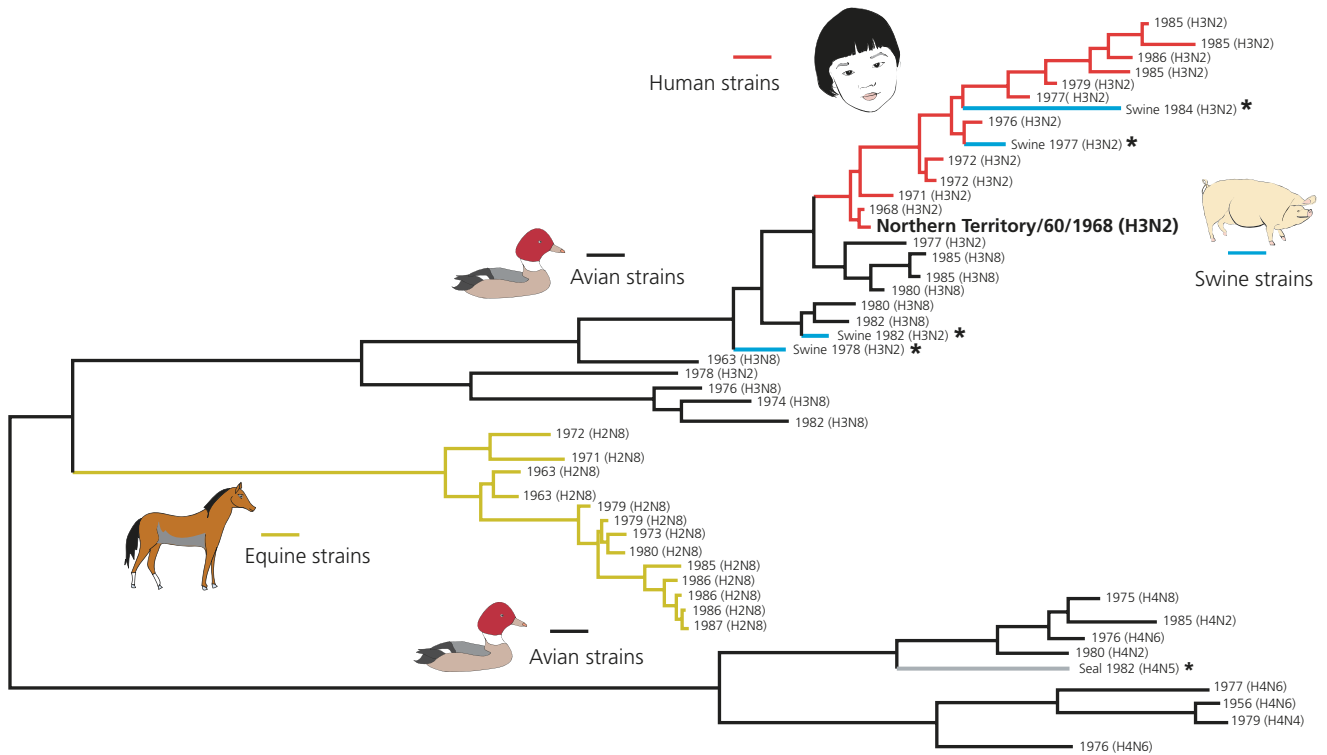 1985 (H3N2)
1985 (H3N2)
Human strains
1986 (H3N2)
1985 (H3N2)
1979 (H3N2)
1977( H3N2)
Swine 1984 (H3N2) *
1976 (H3N2)
Swine 1977 (H3N2) *
1972 (H3N2)
1972 (H3N2)
1971 (H3N2)
1968 (H3N2)
Northern Territory/60/1968 (H3N2)
1977 (H3N2)
1985 (H3N8)
Avian strains
1985 (H3N8)
Swine strains
1980 (H3N8)
1980 (H3N8)
1982 (H3N8)
Swine 1982 (H3N2) *
Swine 1978 (H3N2) *
1963 (H3N8)
1978 (H3N2)
1976 (H3N8)
1974 (H3N8)
1982 (H3N8)
1972 (H2N8)
1971 (H2N8)
1963 (H2N8)
1963 (H2N8)
1979 (H2N8)
1979 (H2N8)
1973 (H2N8)
1980 (H2N8)
Equine strains
1985 (H2N8)
1986 (H2N8)
1986 (H2N8)
1986 (H2N8)
1987 (H2N8)
1975 (H4N8)
1985 (H4N2)
1976 (H4N6)
1980 (H4N2)
Avian strains
Seal 1982 (H4N5) *
1977 (H4N6)
1956 (H4N6)
1979 (H4N4)
1976 (H4N6)